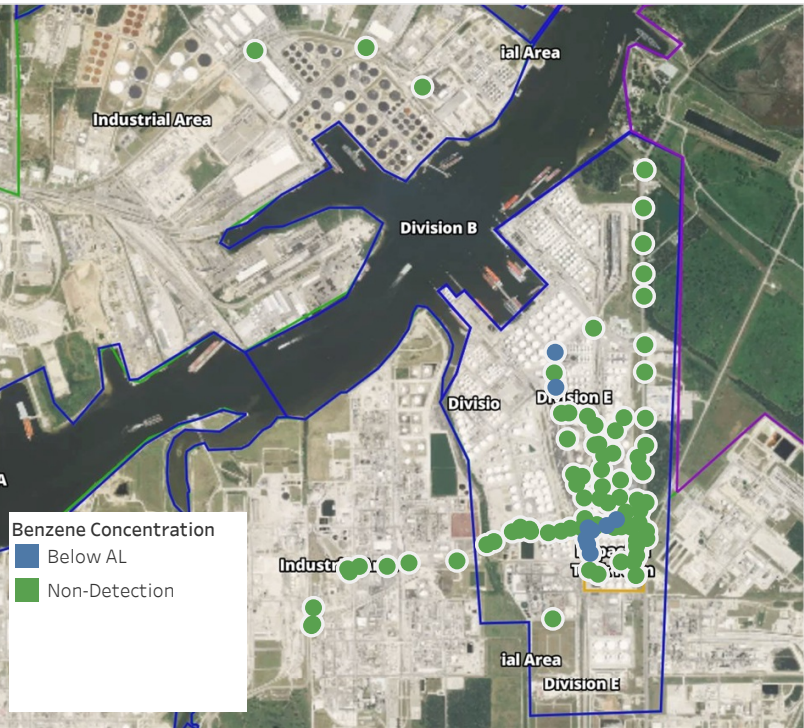 ial Area
Industrial Area
Division B
Division E
Divisio
A
Benzene Concentration
Below AL
Non-Detection
Industr
ial Area
Division E